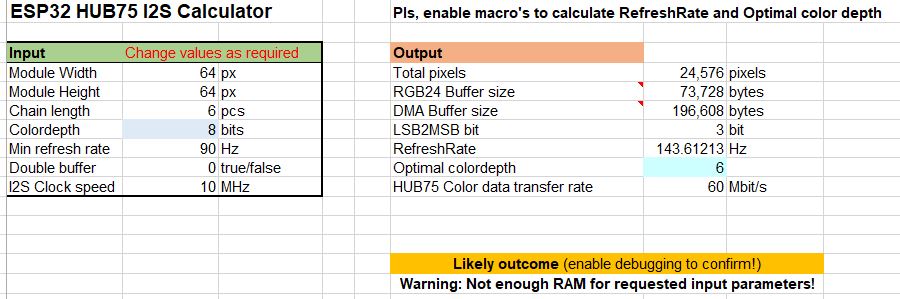 ESP32 HUB75 I2S Calculator
Pls, enable macro's to calculate RefreshRate and Optimal color depth
Input Change values as required
Module Width 64 px
Module Height 64 px
Chain length 6 pcs
Colordepth 8 bits
Min refresh rate 90 Hz
Double buffer 0 true/false
I2S Clock speed 10 MHz
Output
Total pixels 24,576 pixels
RGB24 Buffer size 73,728 bytes
DMA Buffer size 196,608 bytes
LSB2MSB bit 3 bit
RefreshRate 143.61213 Hz
Optimal colordepth 6
HUB75 Color data transfer rate 60 Mbit/s
Likely outcome (enable debugging to confirm!)
Warning: Not enough RAM for requested input parameters!